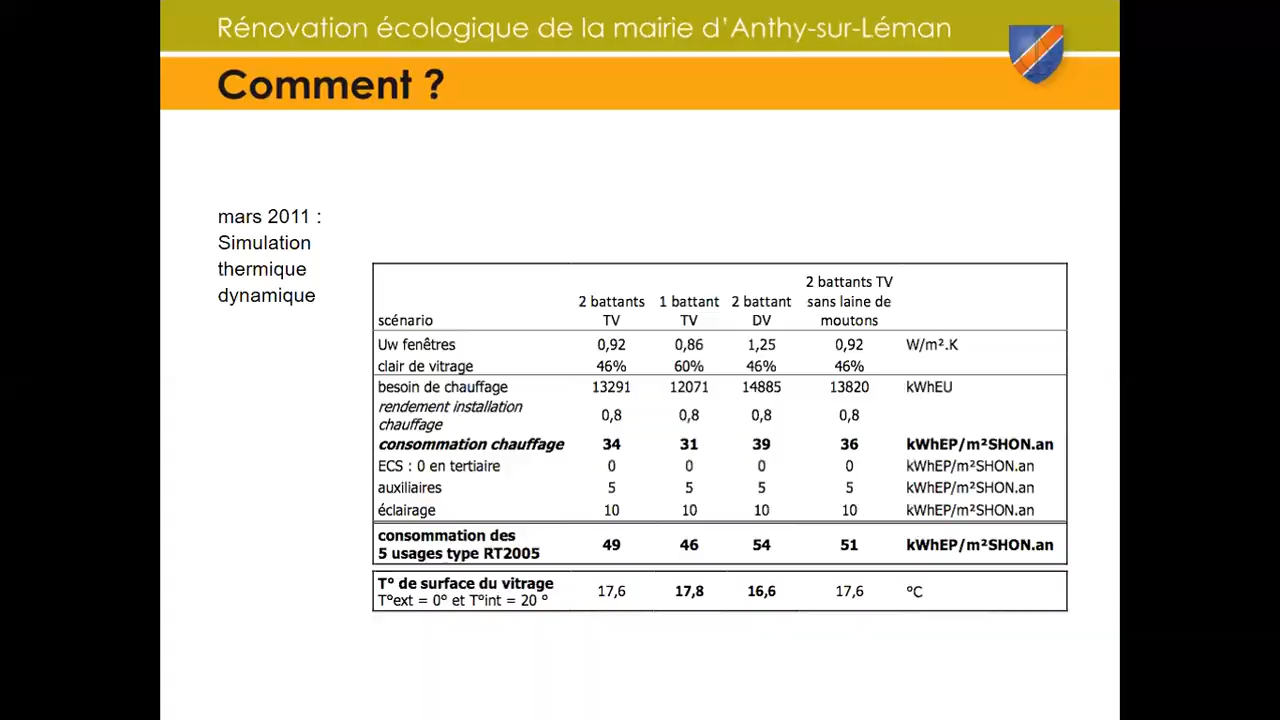 Rénovation écologique de la mairie d'Anthy-sur-Léman
Comment ?
mars 2011 :
Simulation
thermique
dynamique
scénario 2 battants TV 1 battant TV 2 battant DV 2 battants TV sans laine de moutons
Uw fenêtres 0,92 0,86 1,25 0,92 W/m².K
clair de vitrage 46% 60% 46% 46%
besoin de chauffage 13291 12071 14885 13820 kWhEU
rendement installation chauffage 0,8 0,8 0,8 0,8
consommation chauffage 34 31 39 36 kWhEP/m²SHON.an
ECS : 0 en tertiaire 0 0 0 0 kWhEP/m²SHON.an
auxiliaires 5 5 5 5 kWhEP/m²SHON.an
éclairage 10 10 10 10 kWhEP/m²SHON.an
consommation des
5 usages type RT2005 49 46 54 51 kWhEP/m²SHON.an
T° de surface du vitrage
T°ext = 0° et T°int = 20 ° 17,6 17,8 16,6 17,6 °C